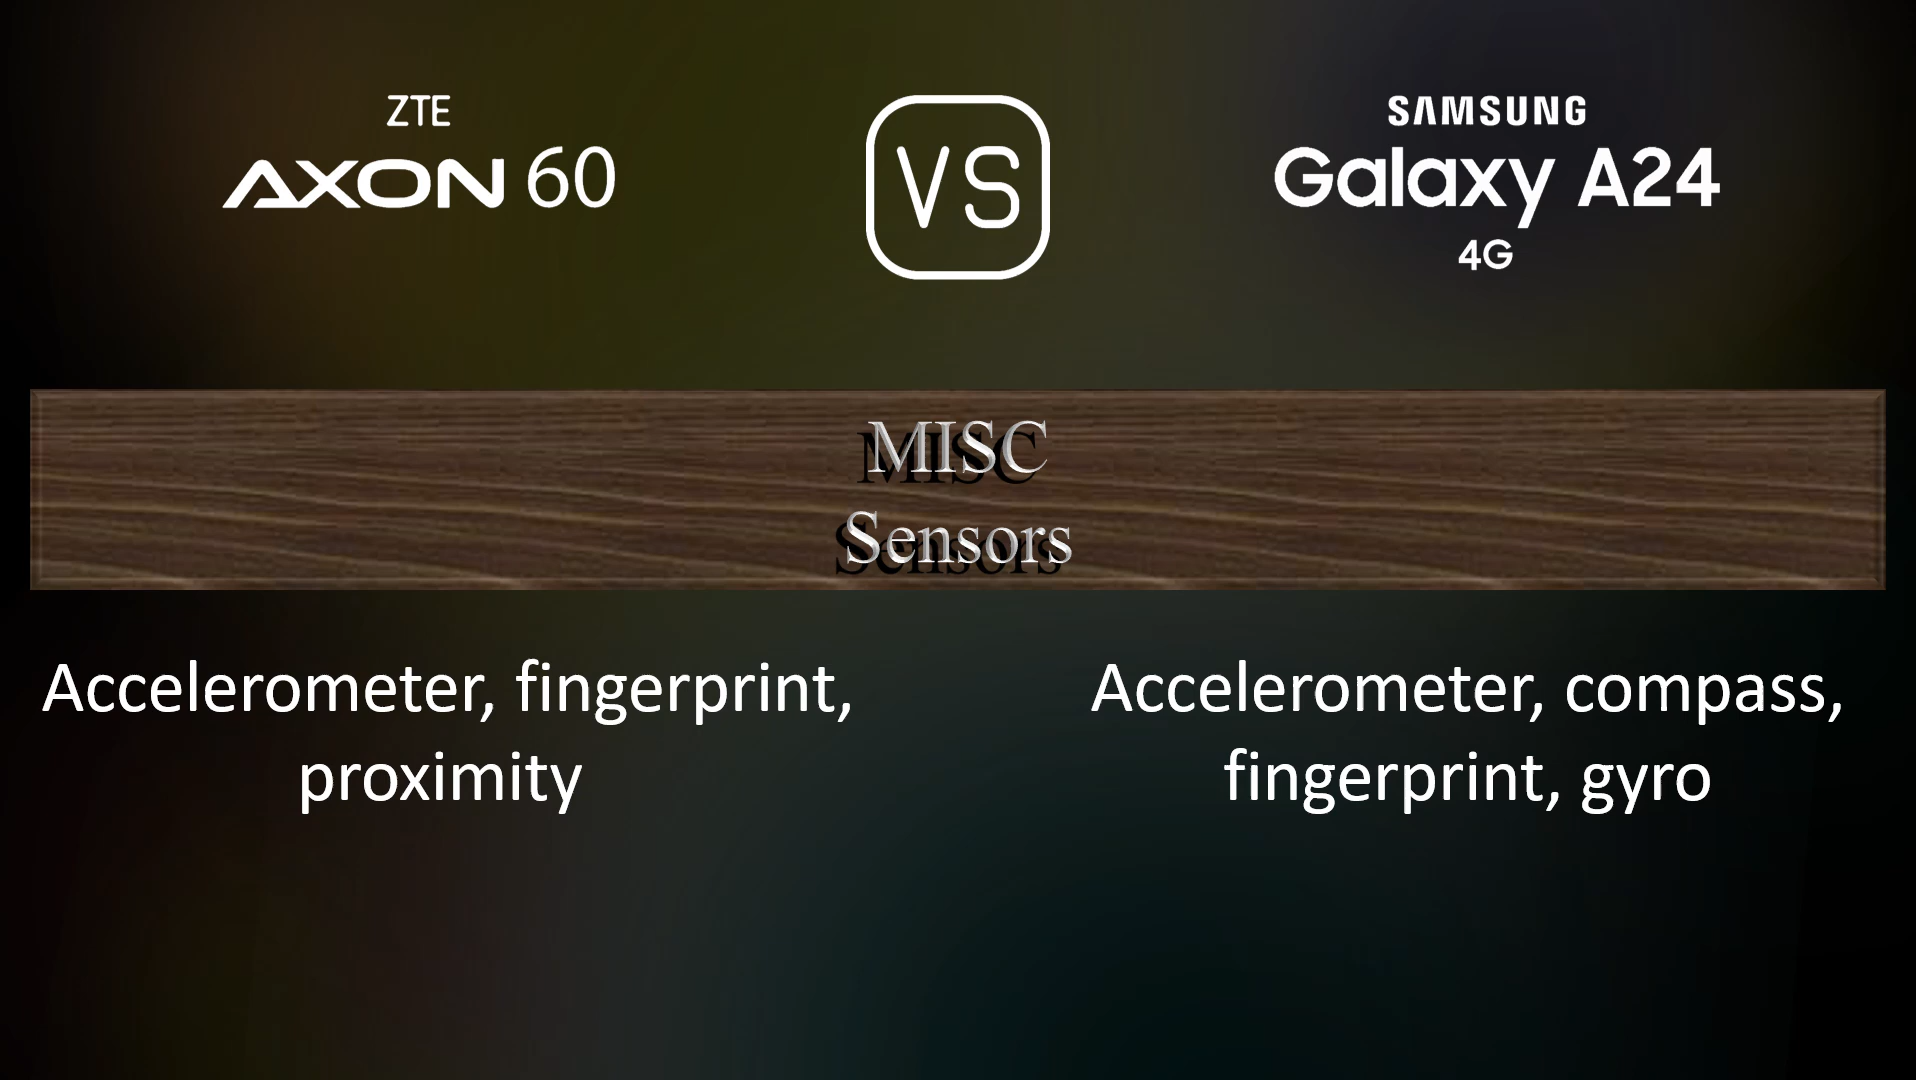 ZTE
AXON 60
VS
SAMSUNG
Galaxy A24
4G
MISC
Sensors
Accelerometer, fingerprint,
proximity
Accelerometer, compass,
fingerprint, gyro